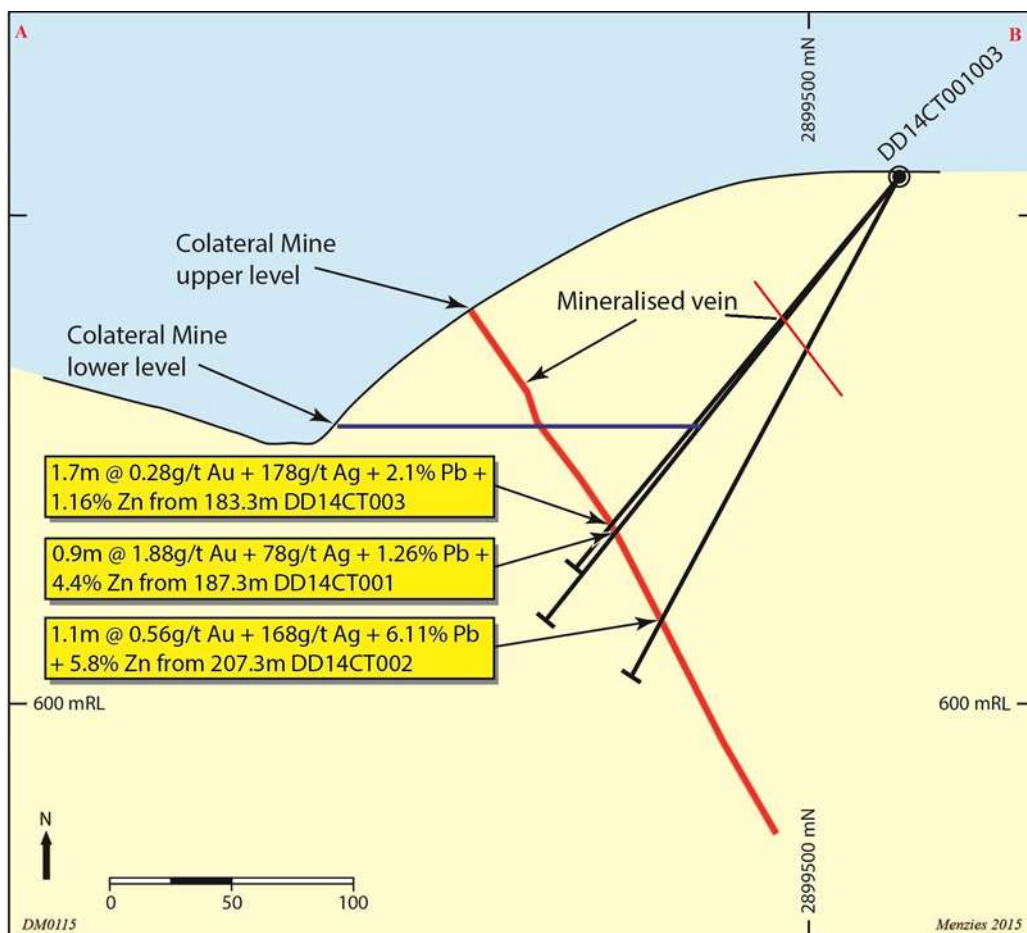 A
B
2899500 mN
DD14CT001003
Colateral Mine
upper level
Mineralised vein
Colateral Mine
lower level
1.7m @ 0.28g/t Au + 178g/t Ag + 2.1% Pb +
1.16% Zn from 183.3m DD14CT003
0.9m @ 1.88g/t Au + 78g/t Ag + 1.26% Pb +
4.4% Zn from 187.3m DD14CT001
1.1m @ 0.56g/t Au + 168g/t Ag + 6.11% Pb
+ 5.8% Zn from 207.3m DD14CT002
600 mRL
600 mRL
2899500 mN
N
0 50 100
DM0115
Menzies 2015